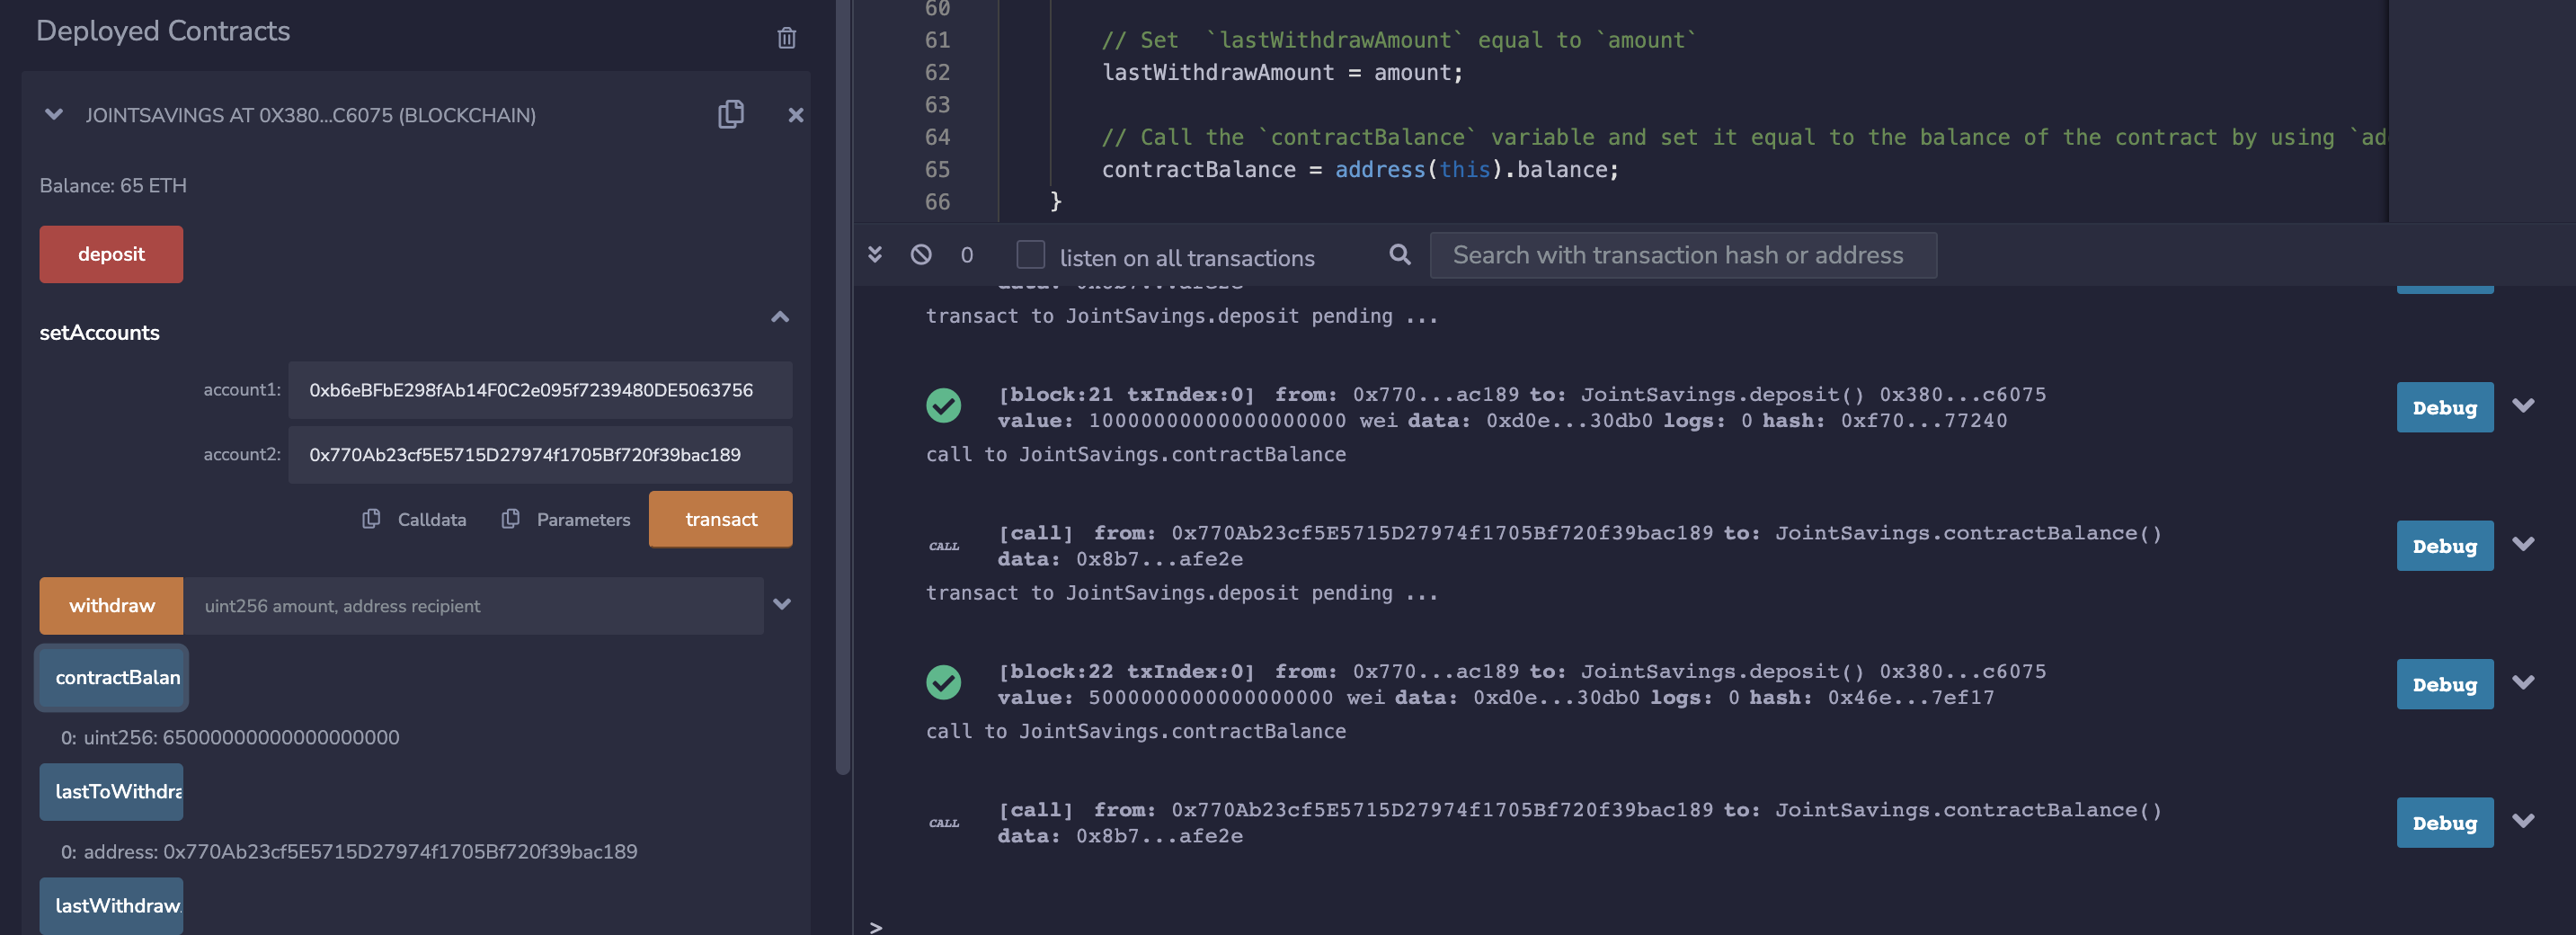 Deployed Contracts
JOINTSAVINGS AT 0X380...C6075 (BLOCKCHAIN)
Balance: 65 ETH
deposit
setAccounts
account1: 0xb6eBFbE298fAb14F0C2e095f7239480DE5063756
account2: 0x770Ab23cf5E5715D27974f1705Bf720f39bac189
Calldata Parameters transact
withdraw uint256 amount, address recipient
contractBalan
0: uint256: 65000000000000000000
lastToWithdra
0: address: 0x770Ab23cf5E5715D27974f1705Bf720f39bac189
lastWithdraw
60
61 // Set  `lastWithdrawAmount` equal to `amount`
62 lastWithdrawAmount = amount;
63
64 // Call the `contractBalance` variable and set it equal to the balance of the contract by using `ad
65 contractBalance = address(this).balance;
66 }
0 listen on all transactions Search with transaction hash or address
transact to JointSavings.deposit pending ...
[block:21 txIndex:0] from: 0x770...ac189 to: JointSavings.deposit() 0x380...c6075
value: 10000000000000000000 wei data: 0xd0e...30db0 logs: 0 hash: 0xf70...77240
Debug
call to JointSavings.contractBalance
CALL
[call] from: 0x770Ab23cf5E5715D27974f1705Bf720f39bac189 to: JointSavings.contractBalance()
data: 0x8b7...afe2e
Debug
transact to JointSavings.deposit pending ...
[block:22 txIndex:0] from: 0x770...ac189 to: JointSavings.deposit() 0x380...c6075
value: 5000000000000000000 wei data: 0xd0e...30db0 logs: 0 hash: 0x46e...7ef17
Debug
call to JointSavings.contractBalance
CALL
[call] from: 0x770Ab23cf5E5715D27974f1705Bf720f39bac189 to: JointSavings.contractBalance()
data: 0x8b7...afe2e
Debug
>